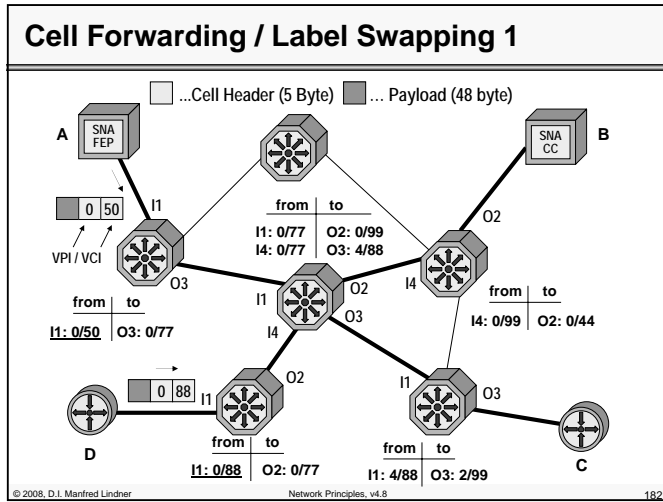 Cell Forwarding / Label Swapping 1
...Cell Header (5 Byte) ... Payload (48 byte)
A
SNA
FEP
B
SNA
CC
0 50
VPI / VCI
I1
O3
from to
I1: 0/50 O3: 0/77
from to
I1: 0/77 O2: 0/99
I4: 0/77 O3: 4/88
I1
O2
I4
O3
O2
I4
from to
I4: 0/99 O2: 0/44
0 88
I1
O2
D
from to
I1: 0/88 O2: 0/77
I1
O3
from to
I1: 4/88 O3: 2/99
C
© 2008, D.I. Manfred Lindner
Network Principles, v4.8
182